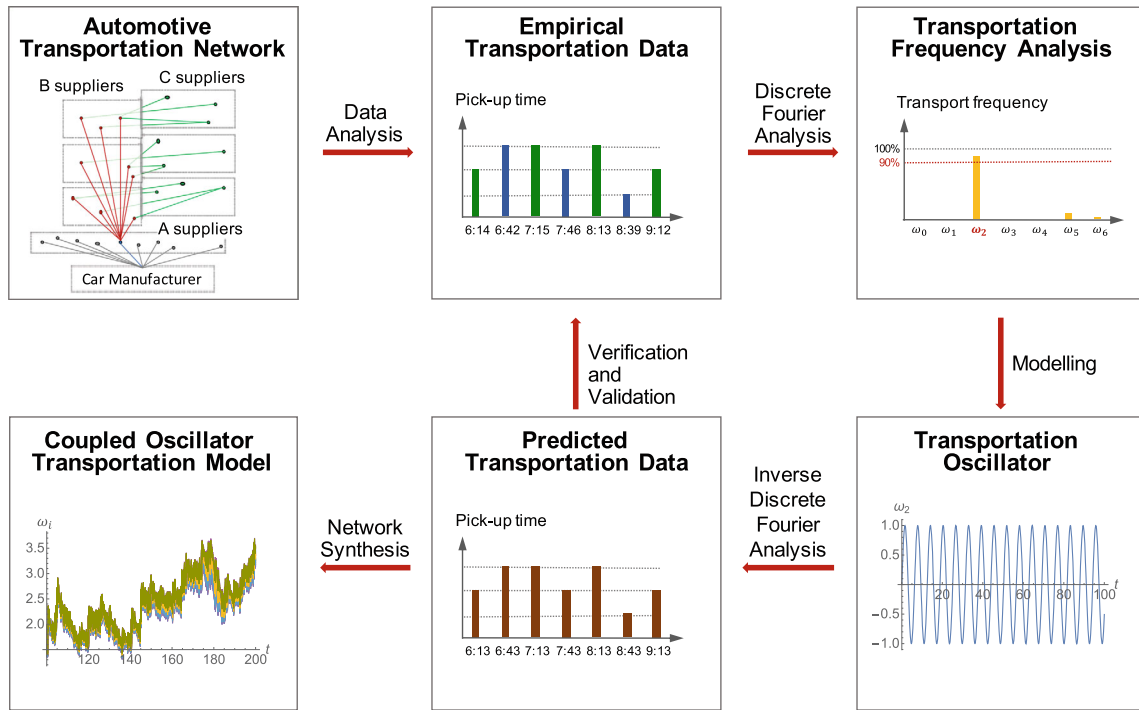 Automotive
Transportation Network
B suppliers
C suppliers
A suppliers
Car Manufacturer
Data
Analysis
Empirical
Transportation Data
Pick-up time
6:14 6:42 7:15 7:46 8:13 8:39 9:12
Discrete
Fourier
Analysis
Transportation
Frequency Analysis
Transport frequency
100%
90%
ω₀ ω₁ ω₂ ω₃ ω₄ ω₅ ω₆
Verification
and
Validation
Modelling
Coupled Oscillator
Transportation Model
ωᵢ
3.5
3.0
2.5
2.0
120 140 160 180 200
t
Network
Synthesis
Predicted
Transportation Data
Pick-up time
6:13 6:43 7:13 7:43 8:13 8:43 9:13
Inverse
Discrete
Fourier
Analysis
Transportation
Oscillator
ω₂
1.0
0.5
−0.5
−1.0
20 40 60 80 100
t